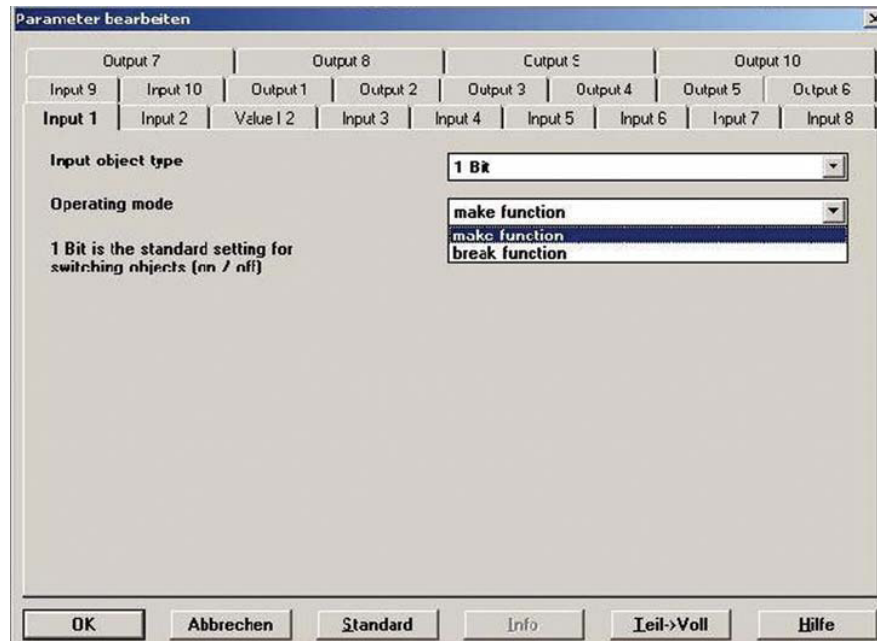 Parameter bearbeiten
Output 7 Output 8 Output 9 Output 10
Input 9 Input 10 Output 1 Output 2 Output 3 Output 4 Output 5 Output 6
Input 1 Input 2 Value I 2 Input 3 Input 4 Input 5 Input 6 Input 7 Input 8
Input object type 1 Bit
Operating mode make function
make function
1 Bit is the standard setting for
switching objects (on / off)
break function
OK Abbrechen Standard Info Teil->Voll Hilfe